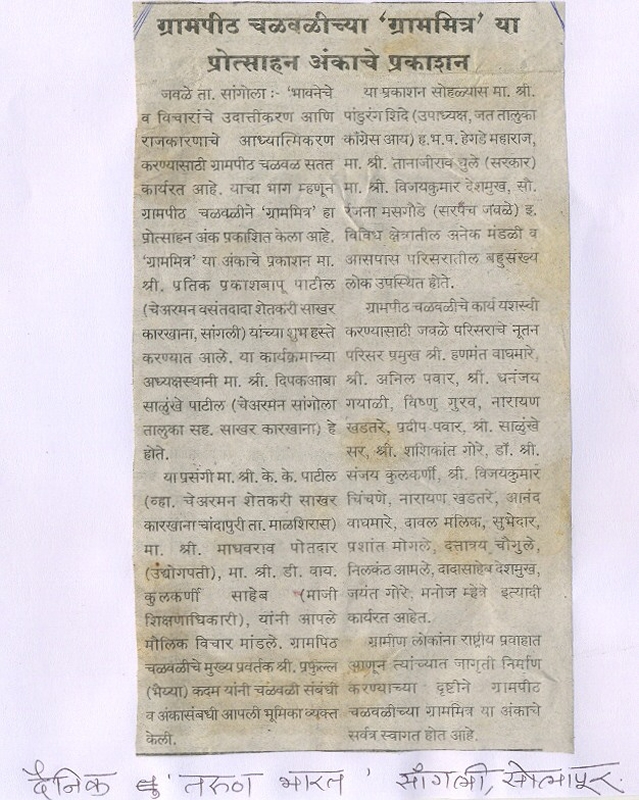 ग्रामपीठ चळवळीच्या 'ग्राममित्र' या
प्रोत्साहन अंकाचे प्रकाशन
जवळे ता. सांगोला :- 'भावनेचे
व विचारांचे उदात्तीकरण आणि
राजकारणाचे आध्यात्मिकरण
करण्यासाठी ग्रामपीठ चळवळ सतत
कार्यरत आहे. याचा भाग म्हणून
ग्रामपीठ चळवळीने 'ग्राममित्र' हा
प्रोत्साहन अंक प्रकाशित केला आहे.
'ग्राममित्र' या अंकाचे प्रकाशन मा.
श्री. प्रतिक प्रकाशबापू पाटील
(चेअरमन वसंतदादा शेतकरी साखर
कारखाना, सांगली) यांच्या शुभ हस्ते
करण्यात आले. या कार्यक्रमाच्या
अध्यक्षस्थानी मा. श्री. दिपकआबा
साळुंखे पाटील (चेअरमन सांगोला
तालुका सह. साखर कारखाना) हे
होते.
या प्रसंगी मा. श्री. के. के. पाटील
(व्हा. चेअरमन शेतकरी साखर
कारखाना चांदापुरी ता. माळशिरास)
मा. श्री. माधवराव पोतदार
(उद्योगपती), मा. श्री. डी. वाय.
कुलकर्णी साहेब (माजी
शिक्षणाधिकारी), यांनी आपले
मौलिक विचार मांडले. ग्रामपिठ
चळवळीचे मुख्य प्रवर्तक श्री. प्रफुल्ल
(भैय्या) कदम यांनी चळवळी संबंधी
व अंकासंबधी आपली भूमिका व्यक्त
केली.
या प्रकाशन सोहळ्यास मा. श्री.
पांडुरंग शिंदे (उपाध्यक्ष, जत तालुका
काँग्रेस आय) ह.भ.प. हेगडे महाराज,
मा. श्री. तानाजीराव चुले (सरकार)
मा. श्री. विजयकुमार देशमुख, सौ.
रंजना मसगौडे (सरपंच जवळे) इ.
विविध क्षेत्रातील अनेक मंडळी व
आसपास परिसरातील बहुसंख्य
लोक उपस्थित होते.
ग्रामपीठ चळवळीचे कार्य यशस्वी
करण्यासाठी जवळे परिसराचे नूतन
परिसर प्रमुख श्री. हणमंत वाघमारे,
श्री. अनिल पवार, श्री. धनंजय
गयाळी, विष्णु गुरव, नारायण
खडतरे, प्रदीप पवार, श्री. साळुंखे
सर, श्री. शशिकांत गोरे, डॉ. श्री.
संजय कुलकर्णी, श्री. विजयकुमार
चिंचणे, नारायण खडतरे, आनंद
वाघमारे, ढावल मलिक, सुभेदार,
प्रशांत मोगले, दत्तात्रय चौगुले,
निलकंठ आमले, दादासाहेब देशमुख,
जयंत गोरे, मनोज म्हेत्रे इत्यादी
कार्यरत आहेत.
ग्रामीण लोकांना राष्ट्रीय प्रवाहात
आणून त्यांच्यात जागृती निर्माण
करण्याच्या दृष्टीने ग्रामपीठ
चळवळीच्या ग्राममित्र या अंकाचे
सर्वत्र स्वागत होत आहे.
दैनिक 'तरुण भारत' सांगली, सोलापूर.